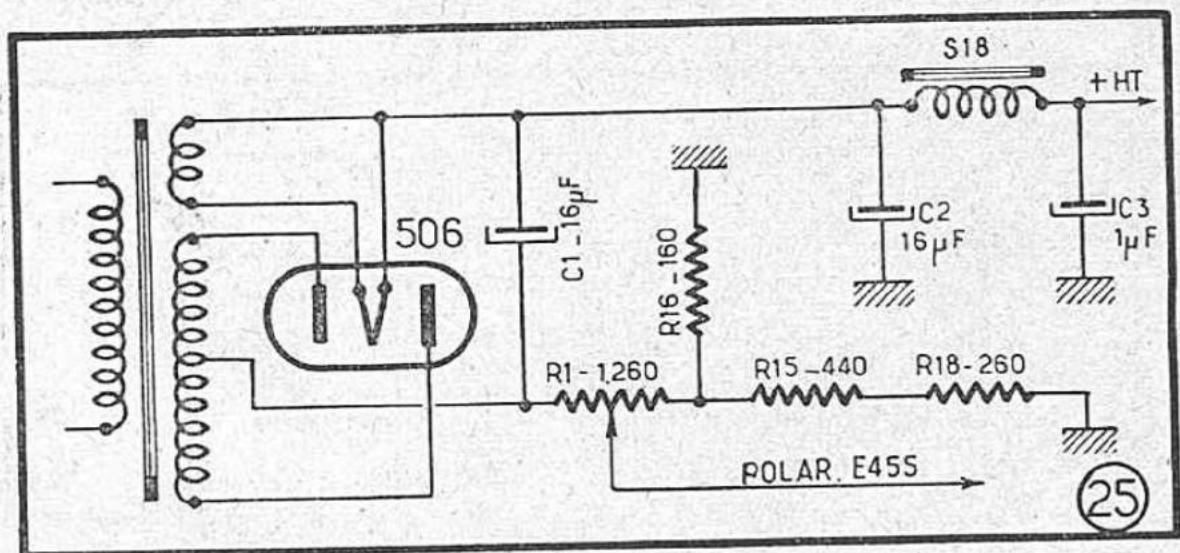 S18
+ HT
506
C1 - 16µF
R16 - 160
C2
16µF
C3
1µF
R1 - 1.260
R15 - 440
R18 - 260
POLAR. E45S
25